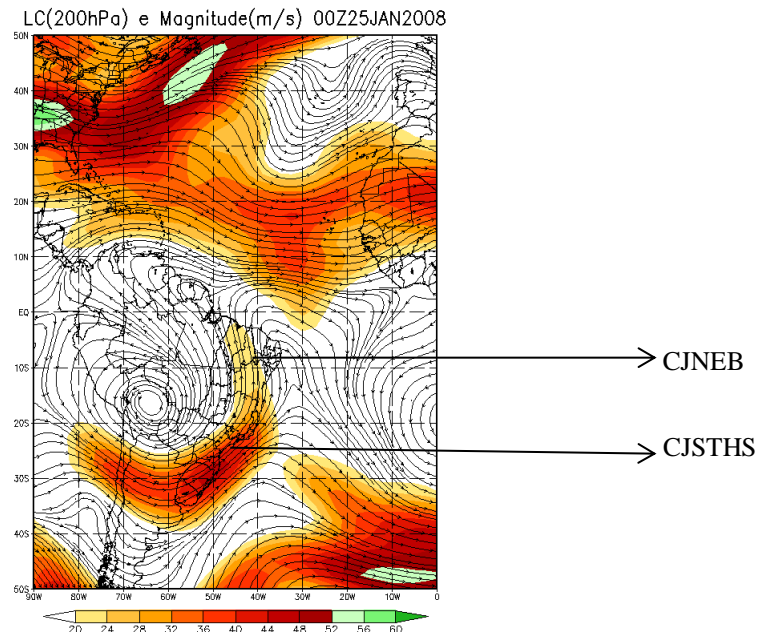 LC(200hPa) e Magnitude(m/s) 00Z25JAN2008
50N
40N
30N
20N
10N
EQ
10S
20S
30S
40S
50S
90W 80W 70W 60W 50W 40W 30W 20W 10W 0
20 24 28 32 36 40 44 48 52 56 60
CJNEB
CJSTHS